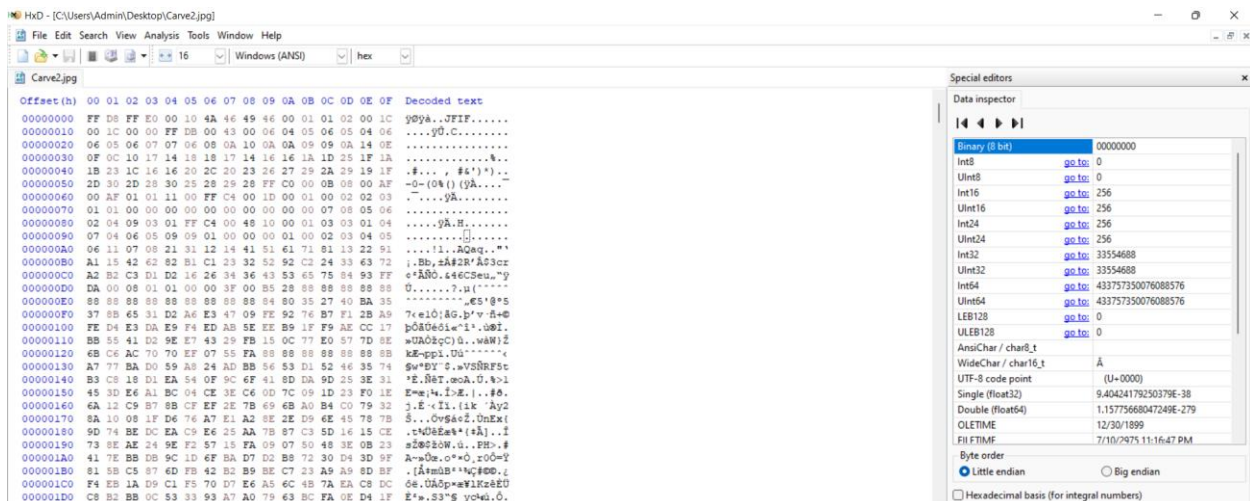 HxD - [C:\Users\Admin\Desktop\Carve2.jpg]
File Edit Search View Analysis Tools Window Help
16 Windows (ANSI) hex
Carve2.jpg
Offset(h) 00 01 02 03 04 05 06 07 08 09 0A 0B 0C 0D 0E 0F Decoded text
00000000 FF D8 FF E0 00 10 4A 46 49 46 00 01 01 02 00 1C ÿØÿà..JFIF......
00000010 00 1C 00 00 FF DB 00 43 00 06 04 05 06 05 04 06 ....ÿÛ.C........
00000020 06 05 06 07 07 06 08 0A 10 0A 0A 09 09 0A 14 0E ................
00000030 0F 0C 10 17 14 18 18 17 14 16 16 1A 1D 25 1F 1A .............%..
00000040 1B 23 1C 16 16 20 2C 20 23 26 27 29 2A 29 19 1F .#... , #&')*)..
00000050 2D 30 2D 28 30 25 28 29 28 FF C0 00 0B 08 00 AF -0-(0%()(ÿÀ....¯
00000060 00 AF 01 01 11 00 FF C4 00 1D 00 01 00 02 02 03 .¯....ÿÄ........
00000070 01 01 00 00 00 00 00 00 00 00 00 00 07 08 05 06 ................
00000080 02 04 09 03 01 FF C4 00 48 10 00 01 03 03 01 04 .....ÿÄ.H.......
00000090 07 04 06 05 09 09 01 00 00 00 01 00 02 03 04 05 ................
000000A0 06 11 07 08 21 31 12 14 41 51 61 71 81 13 22 91 ....!1..AQaq.."‘
000000B0 A1 15 42 62 82 B1 C1 23 32 52 92 C2 24 33 63 72 ¡.Bb‚±Á#2R’Â$3cr
000000C0 A2 B2 C3 D1 D2 16 26 34 36 43 53 65 75 84 93 FF ¢²ÃÑÒ.&46CSeu„“ÿ
000000D0 DA 00 08 01 01 00 00 3F 00 B5 28 88 88 88 88 88 Ú......?.µ(ˆˆˆˆˆ
000000E0 88 88 88 88 88 88 88 88 88 84 80 35 27 40 BA 35 ˆˆˆˆˆˆˆˆˆ„€5'@º5
000000F0 37 8B 65 31 D2 A6 E3 47 09 FE 92 76 B7 F1 2B A9
00000100 FE D4 E3 DA E9 F4 ED AB 5E EE B9 1F F9 AE CC 17
00000110 BB 55 41 D2 9E E7 43 29 FB 15 0C 77 E0 57 7D 8E
00000120 6B C6 AC 70 70 EF 07 55 FA 88 88 88 88 88 88 8B
00000130 A7 77 BA D0 59 A8 24 AD BB 56 53 D1 52 46 35 74
00000140 B3 C8 18 D1 EA 54 0F 9C 6F 41 8D DA 9D 25 3E 31
00000150 45 3D E6 A1 BC 04 CE 3E C6 0D 7C 09 1D 23 F0 1E
00000160 6A 12 C9 B7 8B CF EF 2E 7B 69 6B A0 B4 C0 79 32
00000170 8A 10 08 1F D6 76 A7 E1 A2 8E 2E D9 6E 45 78 7B
00000180 9D 74 BE DC EA C9 E6 25 AA 7B 87 C3 5D 16 15 CE
00000190 73 8E AE 24 9E F2 57 15 FA 09 07 50 48 3E 0B 23
000001A0 41 7E BB DB 9C 1D 6F BA D7 D2 B8 72 30 D4 3D 9F
000001B0 81 5B C5 87 6D FB 42 B2 B9 BE C7 23 A9 A9 8D BF
000001C0 F4 EB 1A D9 C1 F5 70 D7 E6 A5 6C 4B 7A EA C8 DC
000001D0 C8 B2 BB 0C 53 33 93 A7 A0 79 63 BC FA 0E D4 1F
Special editors
Data inspector
Binary (8 bit) 00000000
Int8 go to: 0
UInt8 go to: 0
Int16 go to: 256
UInt16 go to: 256
Int24 go to: 256
UInt24 go to: 256
Int32 go to: 33554688
UInt32 go to: 33554688
Int64 go to: 433757350076088576
UInt64 go to: 433757350076088576
LEB128 go to: 0
ULEB128 go to: 0
AnsiChar / char8_t
WideChar / char16_t Ā
UTF-8 code point (U+0000)
Single (float32) 9.40424179250379E-38
Double (float64) 1.15775668047249E-279
OLETIME 12/30/1899
FILETIME 7/10/2975 11:16:47 PM
Byte order
Little endian Big endian
Hexadecimal basis (for integral numbers)